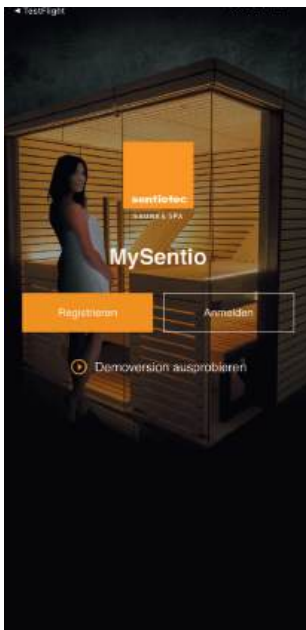 ◄ TestFlight
sentiotec
SAUNA & SPA
MySentio
Registrieren
Anmelden
Demoversion ausprobieren